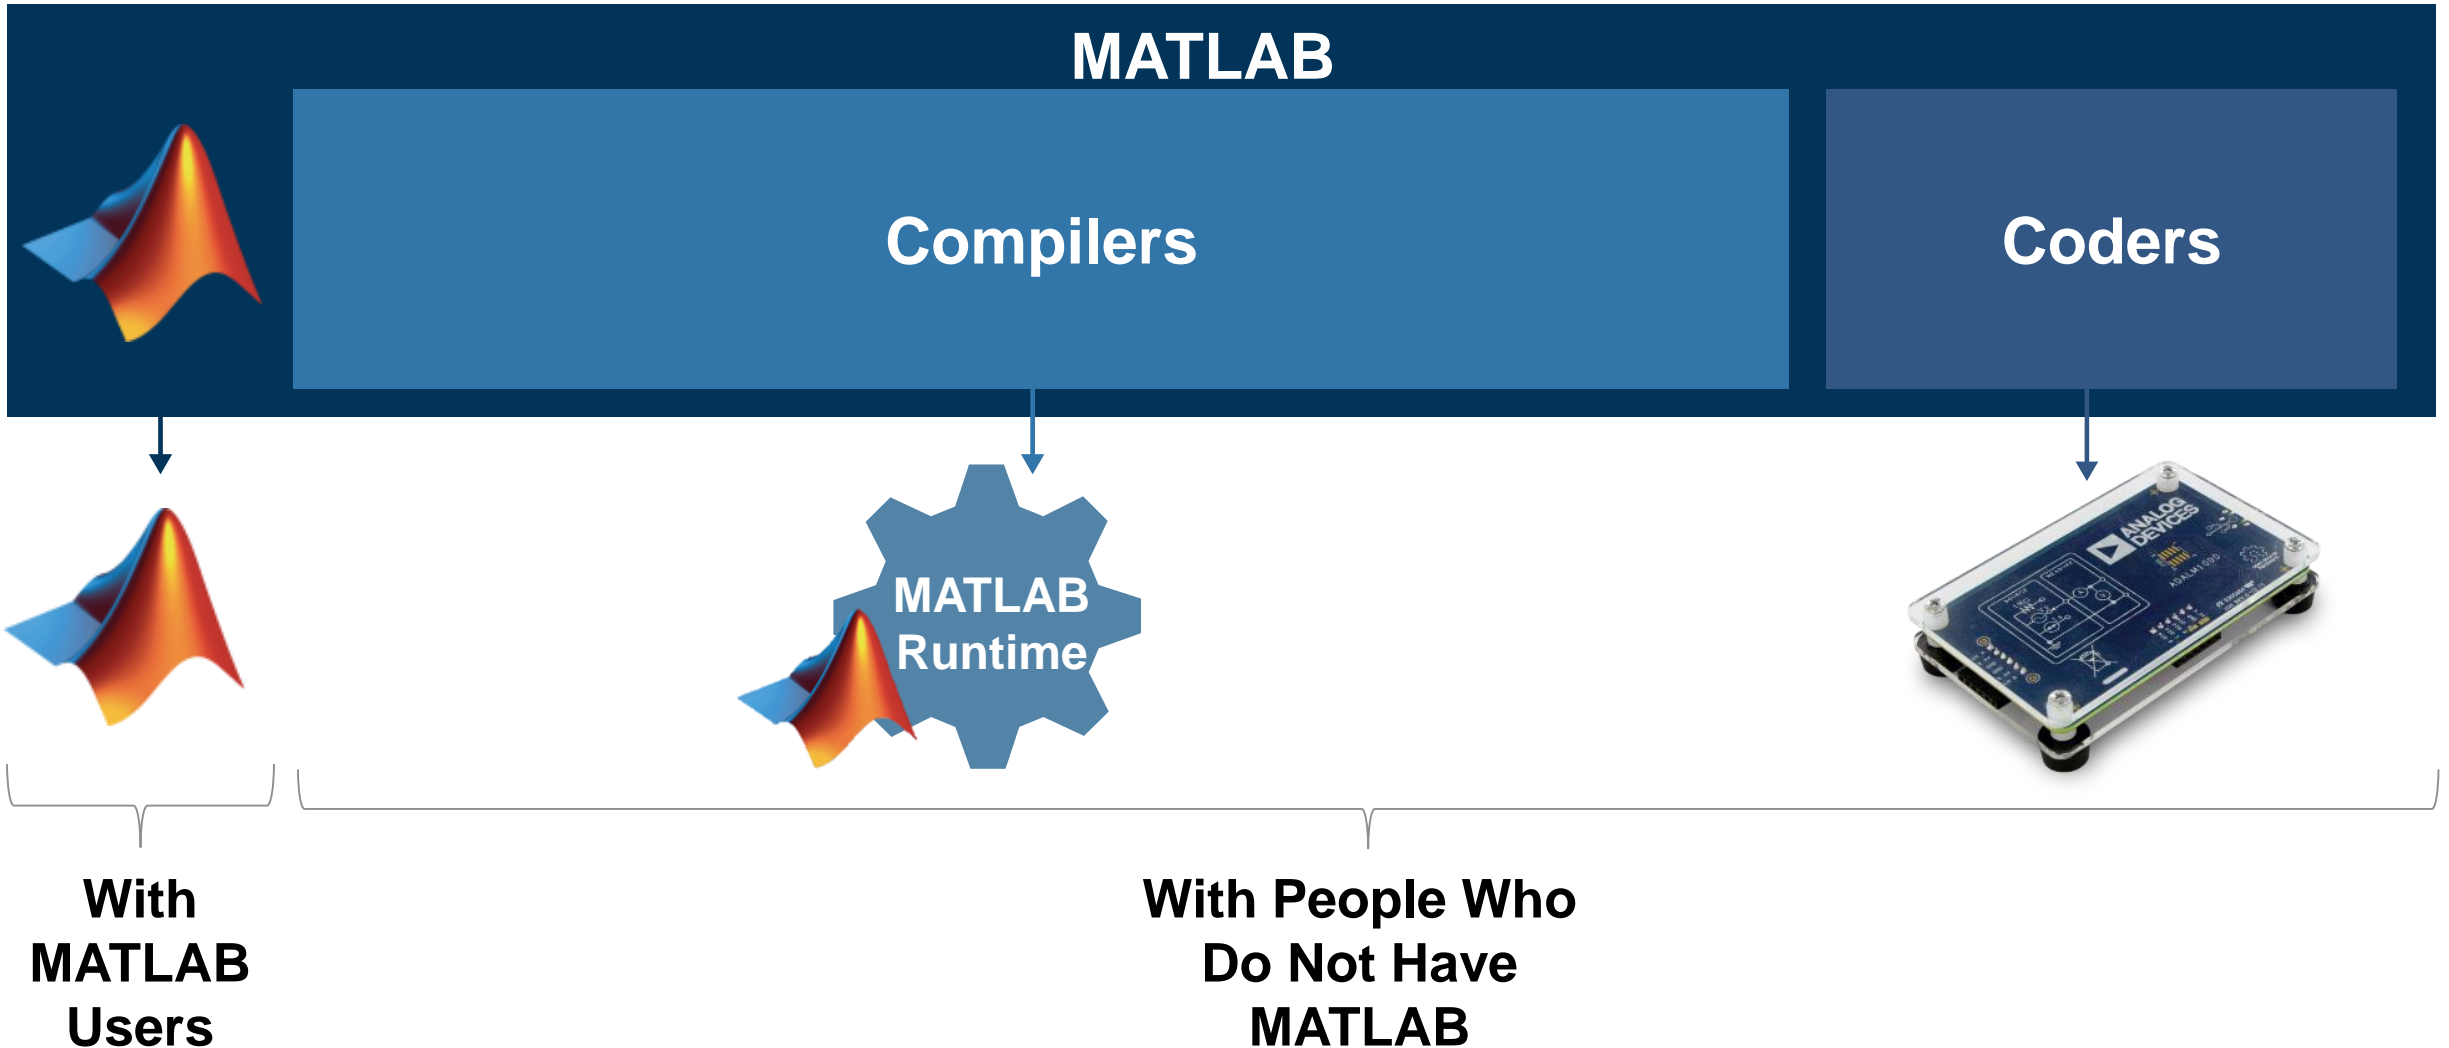 MATLAB
Compilers
Coders
MATLAB
Runtime
ANALOG
DEVICES
With
MATLAB
Users
With People Who
Do Not Have
MATLAB